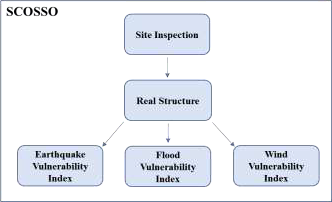 SCOSSO
Site Inspection
Real Structure
Earthquake
Vulnerability
Index
Flood
Vulnerability
Index
Wind
Vulnerability
Index